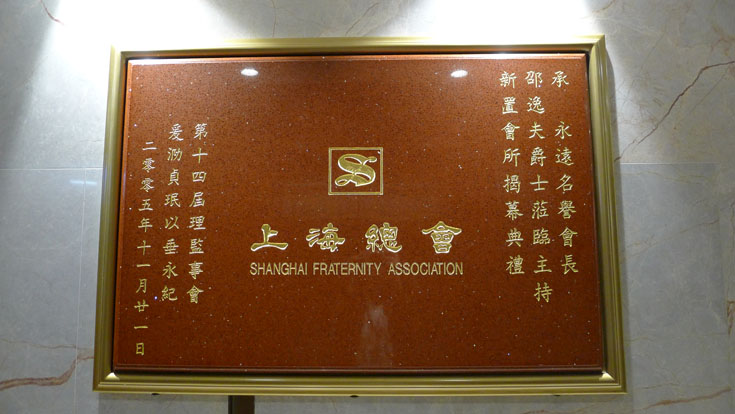 承 永遠名譽會長
邵逸夫爵士蒞臨主持
新置會所揭幕典禮
S
上海總會
SHANGHAI FRATERNITY ASSOCIATION
第十四屆理監事會
爰泐貞珉以垂永紀
二零零五年十一月廿一日